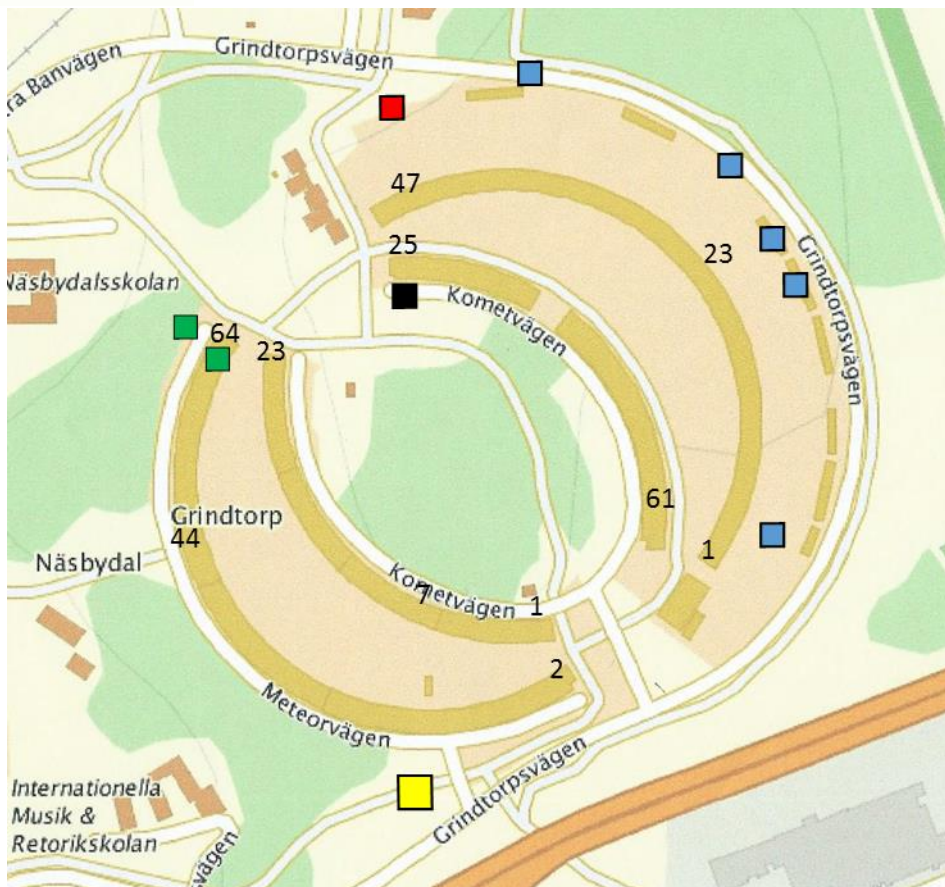 Grindtorpsvägen
ra Banvägen
47
25
23
Grindtorpsvägen
Näsbydalsskolan
Kometvägen
64
23
61
Grindtorp
44
1
Näsbydal
Kometvägen
7
1
2
Meteorvägen
Grindtorpsvägen
Internationella
Musik &
Retorikskolan
svägen